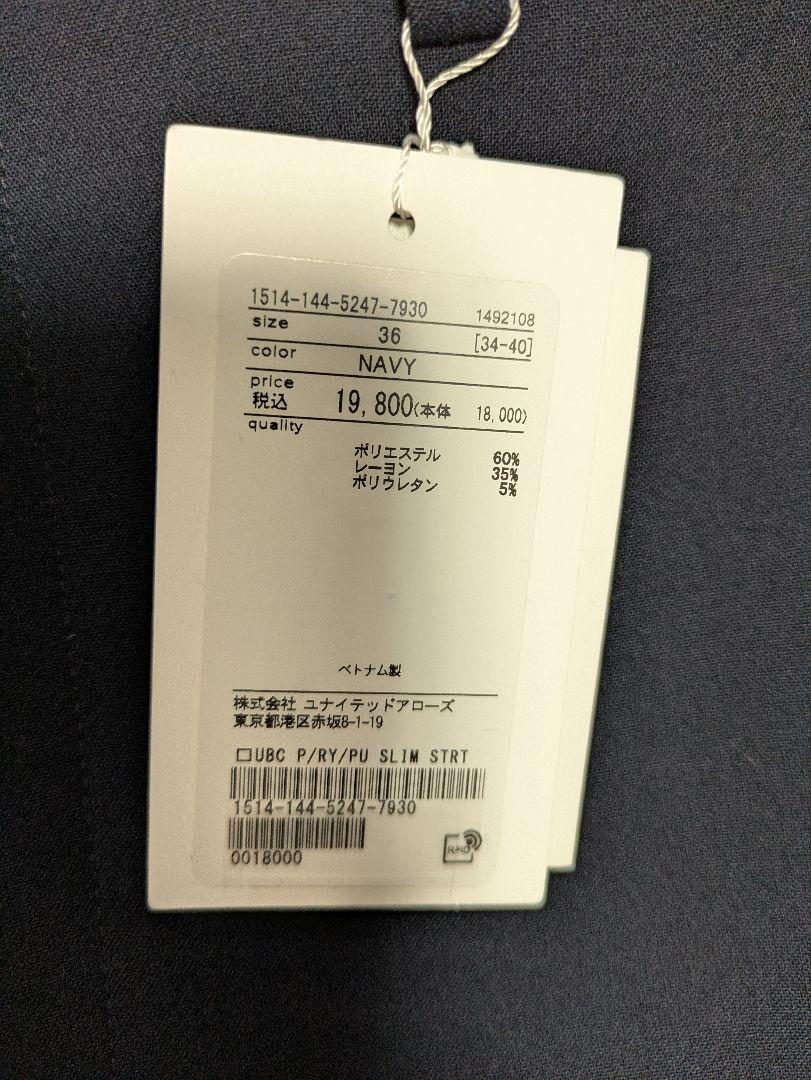 1514-144-5247-7930 1492108
size 36 [34-40]
color NAVY
price
税込 19,800(本体 18,000)
quality
ポリエステル 60%
レーヨン 35%
ポリウレタン 5%
ベトナム製
株式会社 ユナイテッドアローズ
東京都港区赤坂8-1-19
□UBC P/RY/PU SLIM STRT
1514-144-5247-7930
0018000
RFID